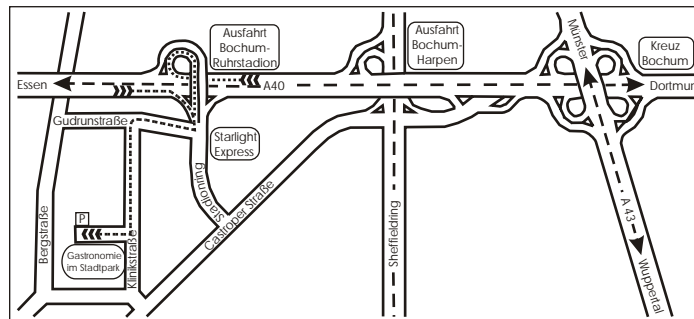 Ausfahrt
Bochum-
Ruhrstadion
Ausfahrt
Bochum-
Harpen
Münster
Kreuz
Bochum
Essen
A40
Dortmun
Gudrunstraße
Starlight
Express
Stadionring
Castroper Straße
Sheffieldring
A 43
Wuppertal
Bergstraße
P
Klinikstraße
Gastronomie
im Stadtpark